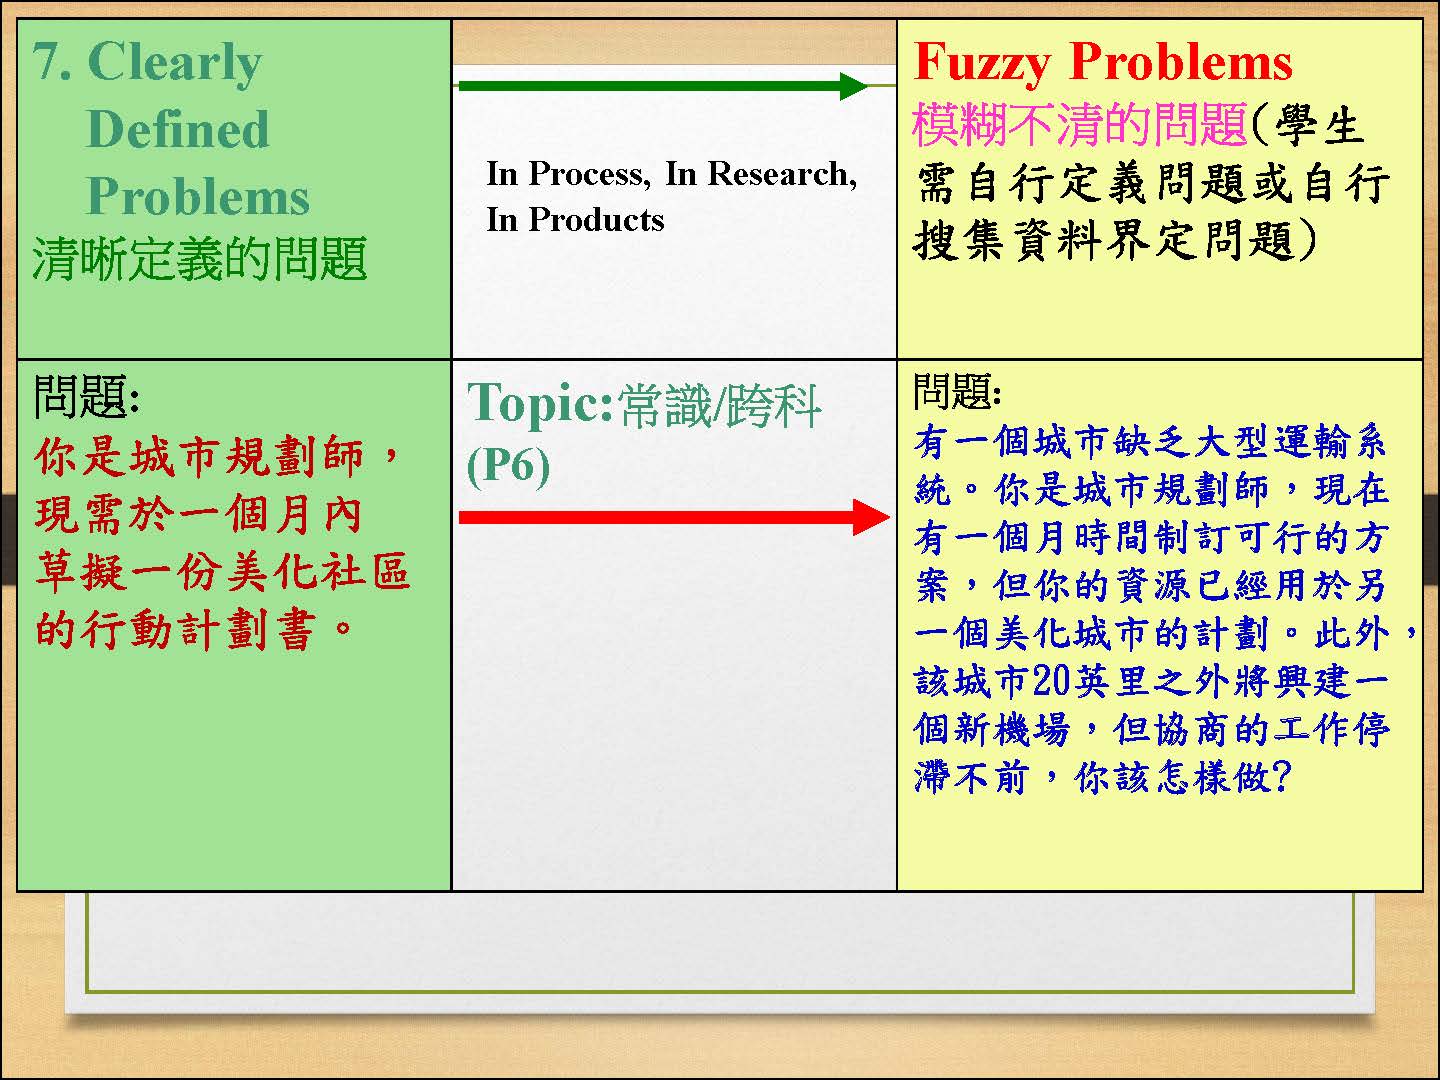 7. Clearly
Defined
Problems
清晰定義的問題
In Process, In Research,
In Products
Fuzzy Problems
模糊不清的問題(學生
需自行定義問題或自行
搜集資料界定問題)
問題:
你是城市規劃師，
現需於一個月內
草擬一份美化社區
的行動計劃書。
Topic:常識/跨科
(P6)
問題:
有一個城市缺乏大型運輸系
統。你是城市規劃師，現在
有一個月時間制訂可行的方
案，但你的資源已經用於另
一個美化城市的計劃。此外，
該城市20英里之外將興建一
個新機場，但協商的工作停
滯不前，你該怎樣做?